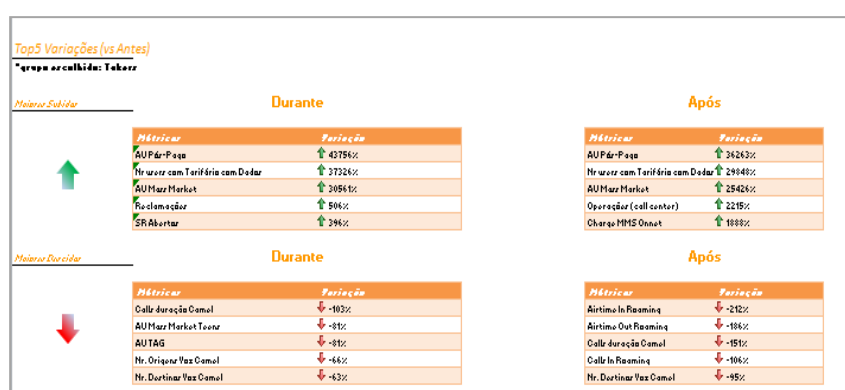 Top5 Variações (vs Antes)
*grupo escolhido: Takers
Maiores Subidas
Durante
Após
Métricas Variação
AU Pós-Pago 43756%
Nr users com Tarifário com Dados 37326%
AU Mass Market 30561%
Reclamações 506%
SR Abertas 396%
Métricas Variação
AU Pós-Pago 36263%
Nr users com Tarifário com Dados 29848%
AU Mass Market 25426%
Operações (call center) 2215%
Charge MMS Onnet 1888%
Maiores Descidas
Durante
Após
Métricas Variação
Calls duração Camel -103%
AU Mass Market Teens -81%
AU TAG -81%
Nr. Origens Voz Camel -66%
Nr. Destinos Voz Camel -63%
Métricas Variação
Airtime In Roaming -212%
Airtime Out Roaming -186%
Calls duração Camel -151%
Calls In Roaming -106%
Nr. Destinos Voz Camel -95%